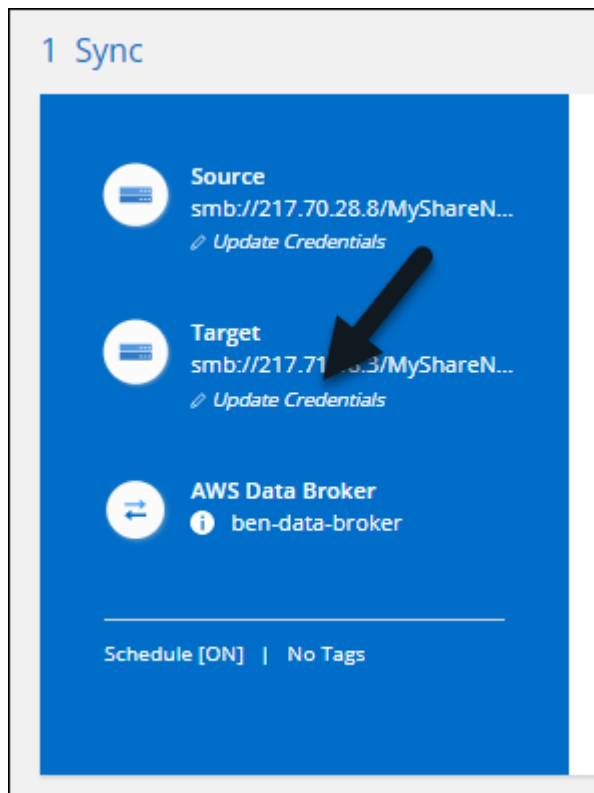 1 Sync
Source
smb://217.70.28.8/MyShareN...
Update Credentials
Target
smb://217.71 .3/MyShareN...
Update Credentials
AWS Data Broker
ben-data-broker
Schedule [ON] | No Tags